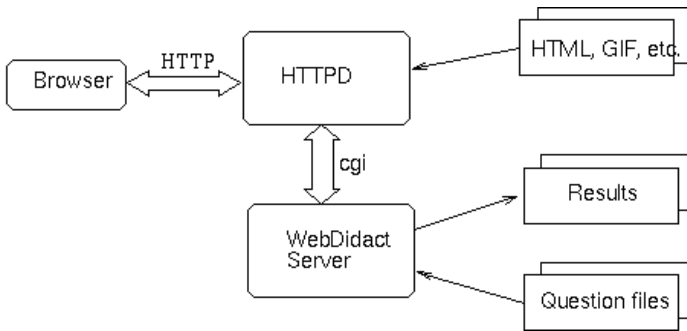 HTML, GIF, etc.
Browser
HTTP
HTTPD
cgi
WebDidact
Server
Results
Question files